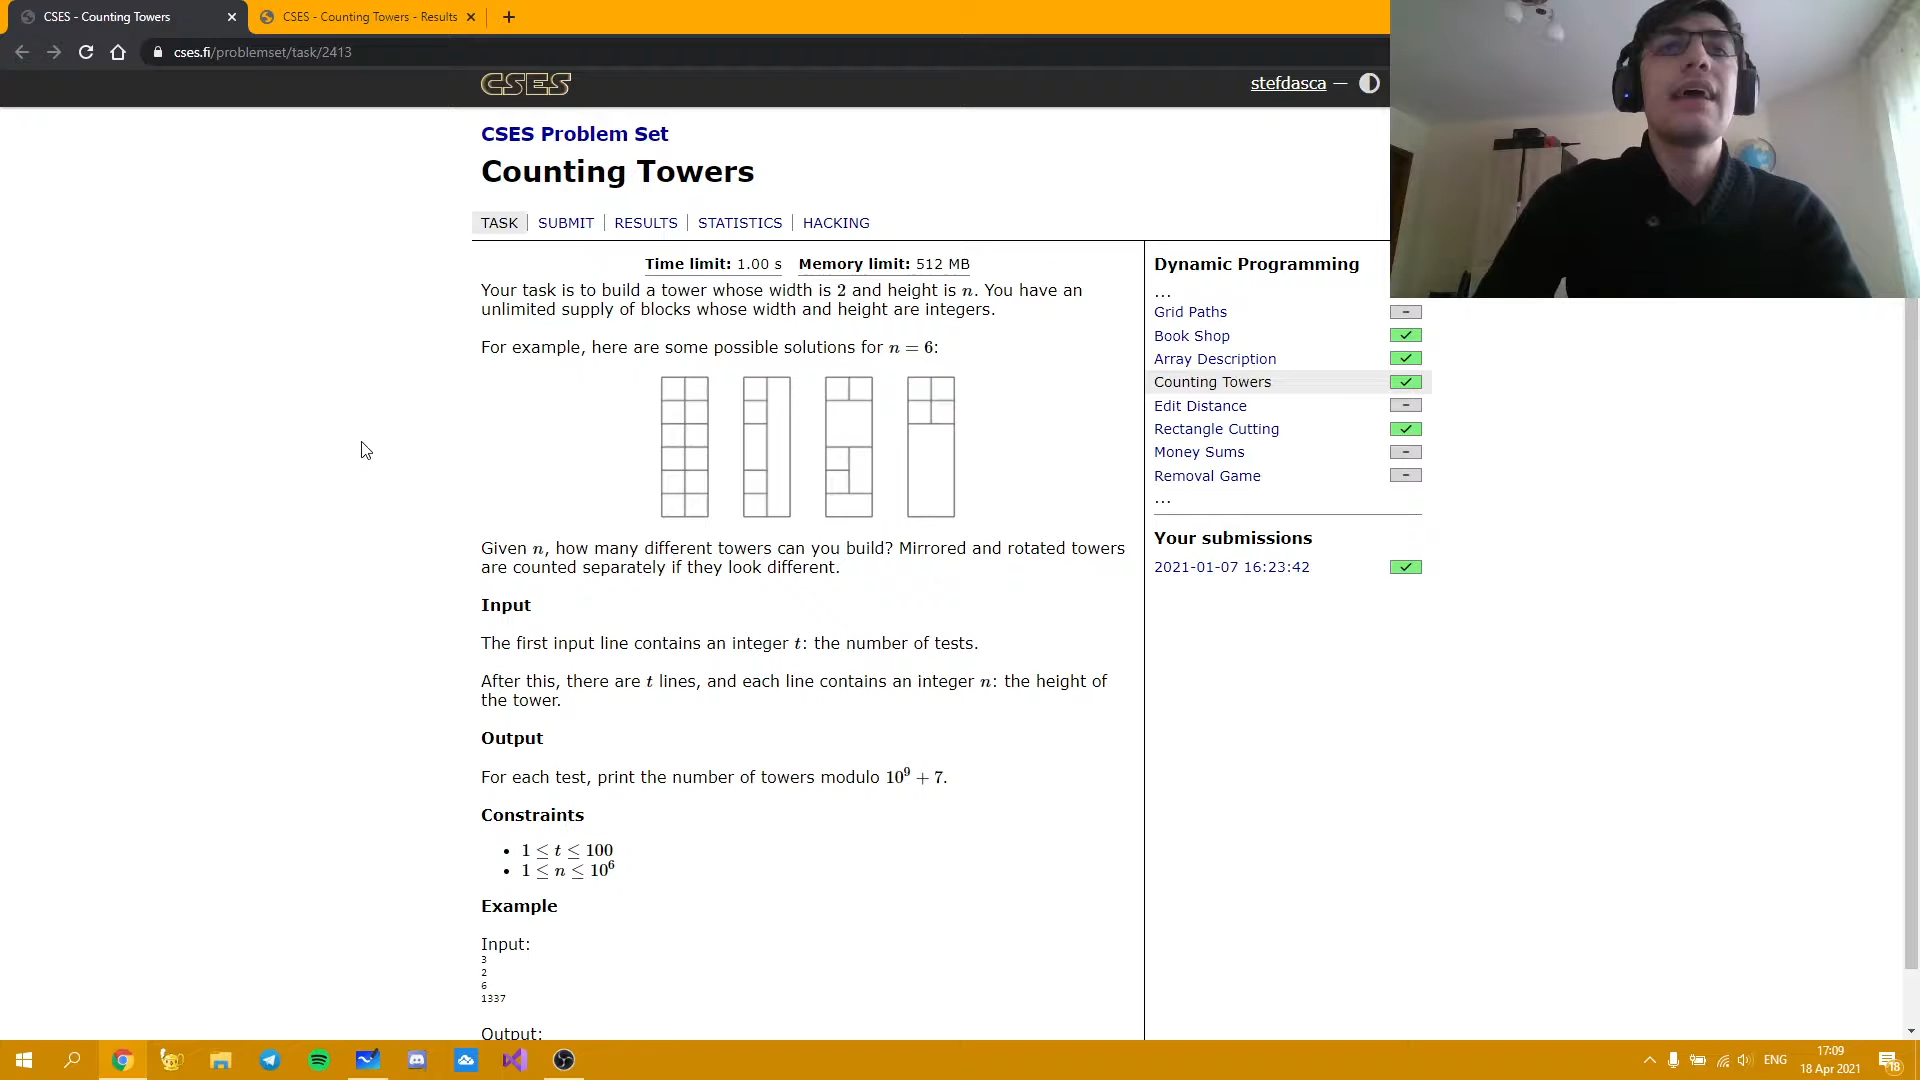 CSES - Counting Towers
CSES - Counting Towers - Results
cses.fi/problemset/task/2413
CSES
stefdasca —
CSES Problem Set
Counting Towers
TASK
SUBMIT
RESULTS
STATISTICS
HACKING
Time limit: 1.00 s Memory limit: 512 MB
Your task is to build a tower whose width is 2 and height is n. You have an
unlimited supply of blocks whose width and height are integers.
For example, here are some possible solutions for n = 6:
Given n, how many different towers can you build? Mirrored and rotated towers
are counted separately if they look different.
Input
The first input line contains an integer t: the number of tests.
After this, there are t lines, and each line contains an integer n: the height of
the tower.
Output
For each test, print the number of towers modulo 10⁹ + 7.
Constraints
• 1 ≤ t ≤ 100
• 1 ≤ n ≤ 10⁶
Example
Input:
3
2
6
1337
Output:
Dynamic Programming
...
Grid Paths
Book Shop
Array Description
Counting Towers
Edit Distance
Rectangle Cutting
Money Sums
Removal Game
...
Your submissions
2021-01-07 16:23:42
ENG
17:09
18 Apr 2021
18